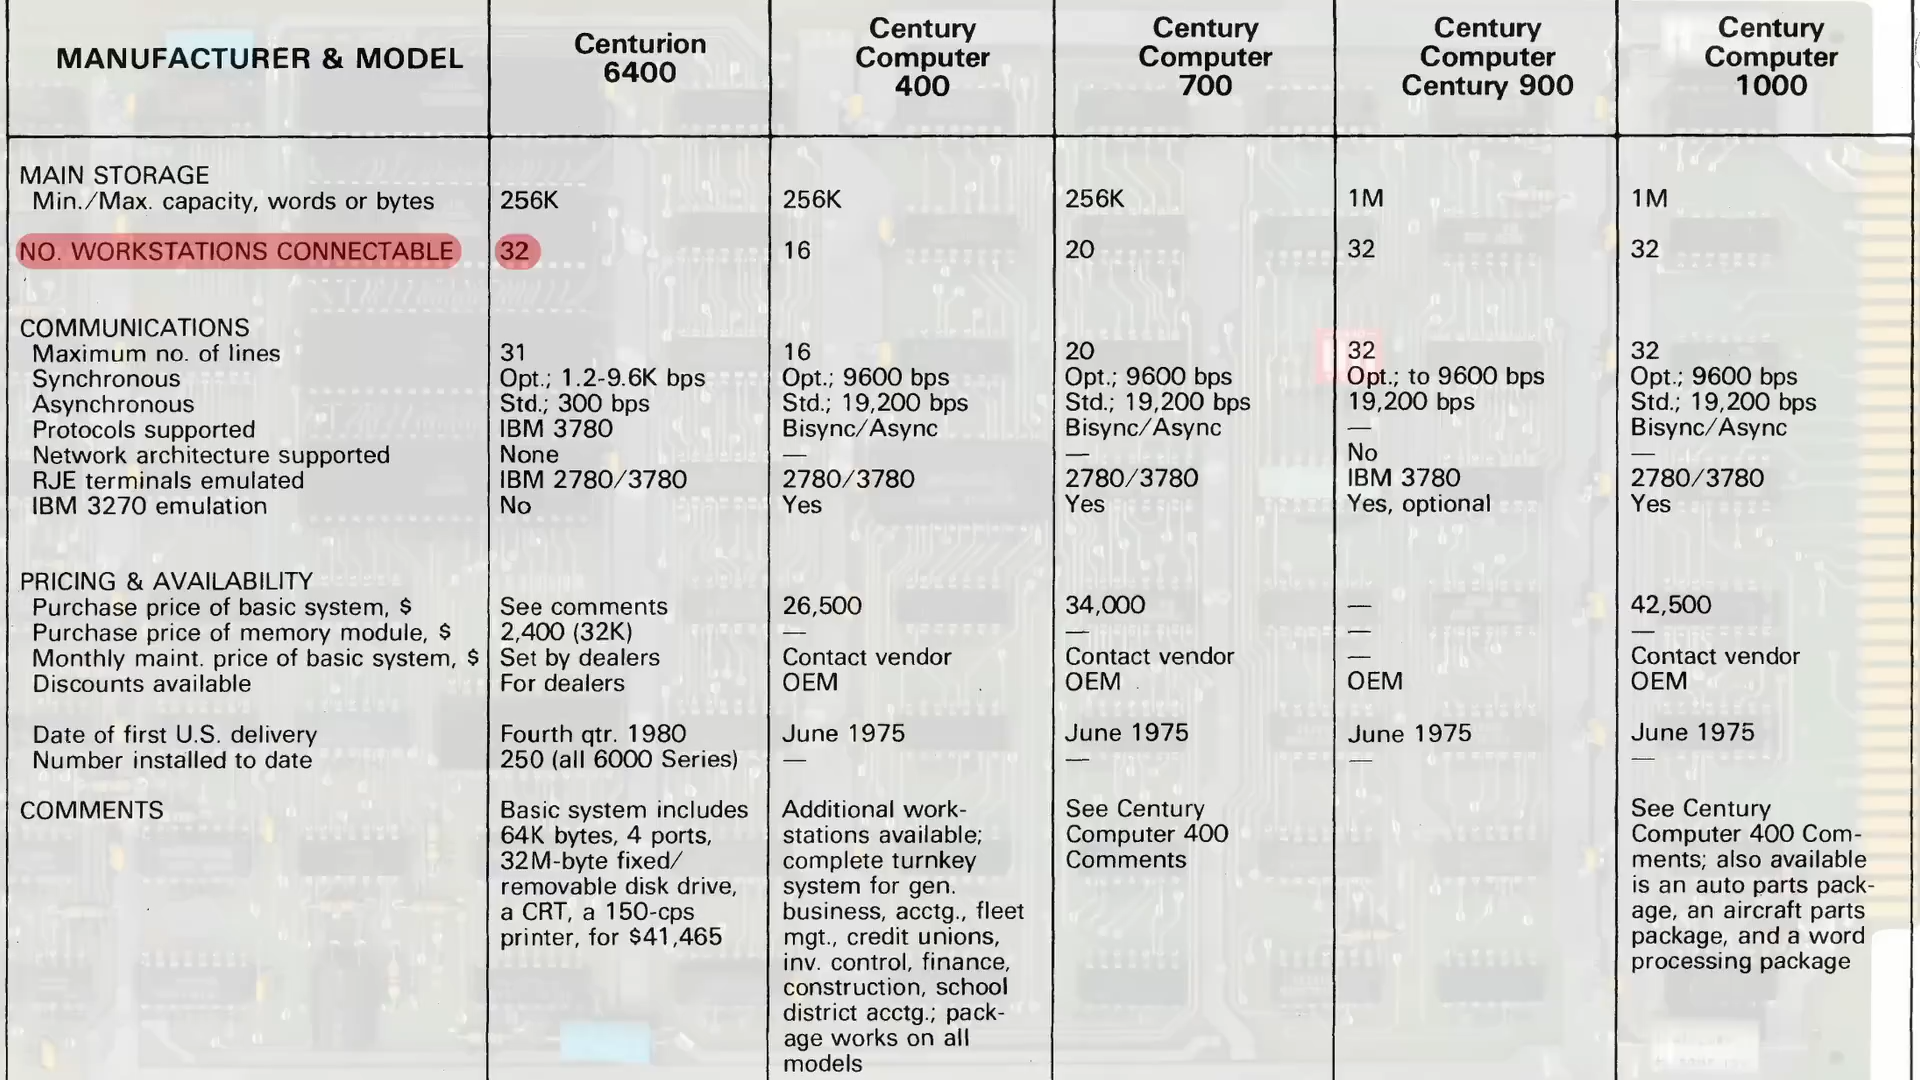 MANUFACTURER & MODEL
Centurion
6400
Century
Computer
400
Century
Computer
700
Century
Computer
Century 900
Century
Computer
1000
MAIN STORAGE
Min./Max. capacity, words or bytes
256K
256K
256K
1M
1M
NO. WORKSTATIONS CONNECTABLE
32
16
20
32
32
COMMUNICATIONS
Maximum no. of lines
31
16
20
32
32
Synchronous
Opt.; 1.2-9.6K bps
Opt.; 9600 bps
Opt.; 9600 bps
Opt.; to 9600 bps
Opt.; 9600 bps
Asynchronous
Std.; 300 bps
Std.; 19,200 bps
Std.; 19,200 bps
19,200 bps
Std.; 19,200 bps
Protocols supported
IBM 3780
Bisync/Async
Bisync/Async
—
Bisync/Async
Network architecture supported
None
—
—
No
—
RJE terminals emulated
IBM 2780/3780
2780/3780
2780/3780
IBM 3780
2780/3780
IBM 3270 emulation
No
Yes
Yes
Yes, optional
Yes
PRICING & AVAILABILITY
Purchase price of basic system, $
See comments
26,500
34,000
—
42,500
Purchase price of memory module, $
2,400 (32K)
—
—
—
—
Monthly maint. price of basic system, $
Set by dealers
Contact vendor
Contact vendor
—
Contact vendor
Discounts available
For dealers
OEM
OEM
OEM
OEM
Date of first U.S. delivery
Fourth qtr. 1980
June 1975
June 1975
June 1975
June 1975
Number installed to date
250 (all 6000 Series)
—
—
—
—
COMMENTS
Basic system includes
64K bytes, 4 ports,
32M-byte fixed/
removable disk drive,
a CRT, a 150-cps
printer, for $41,465
Additional work-
stations available;
complete turnkey
system for gen.
business, acctg., fleet
mgt., credit unions,
inv. control, finance,
construction, school
district acctg.; pack-
age works on all
models
See Century
Computer 400
Comments
See Century
Computer 400 Com-
ments; also available
is an auto parts pack-
age, an aircraft parts
package, and a word
processing package